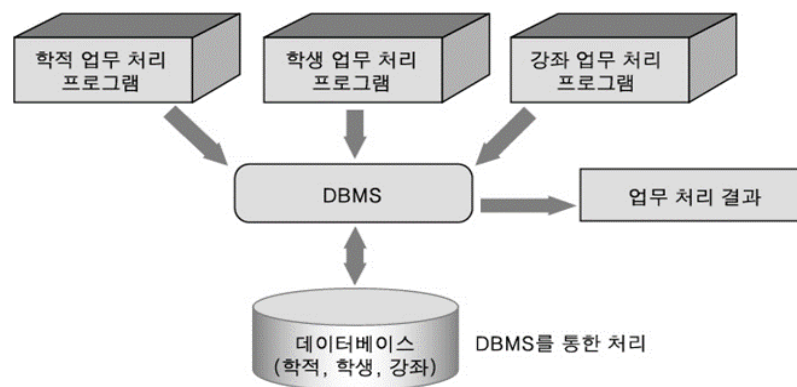 학적 업무 처리
프로그램
학생 업무 처리
프로그램
강좌 업무 처리
프로그램
DBMS
업무 처리 결과
데이터베이스
(학적, 학생, 강좌)
DBMS를 통한 처리